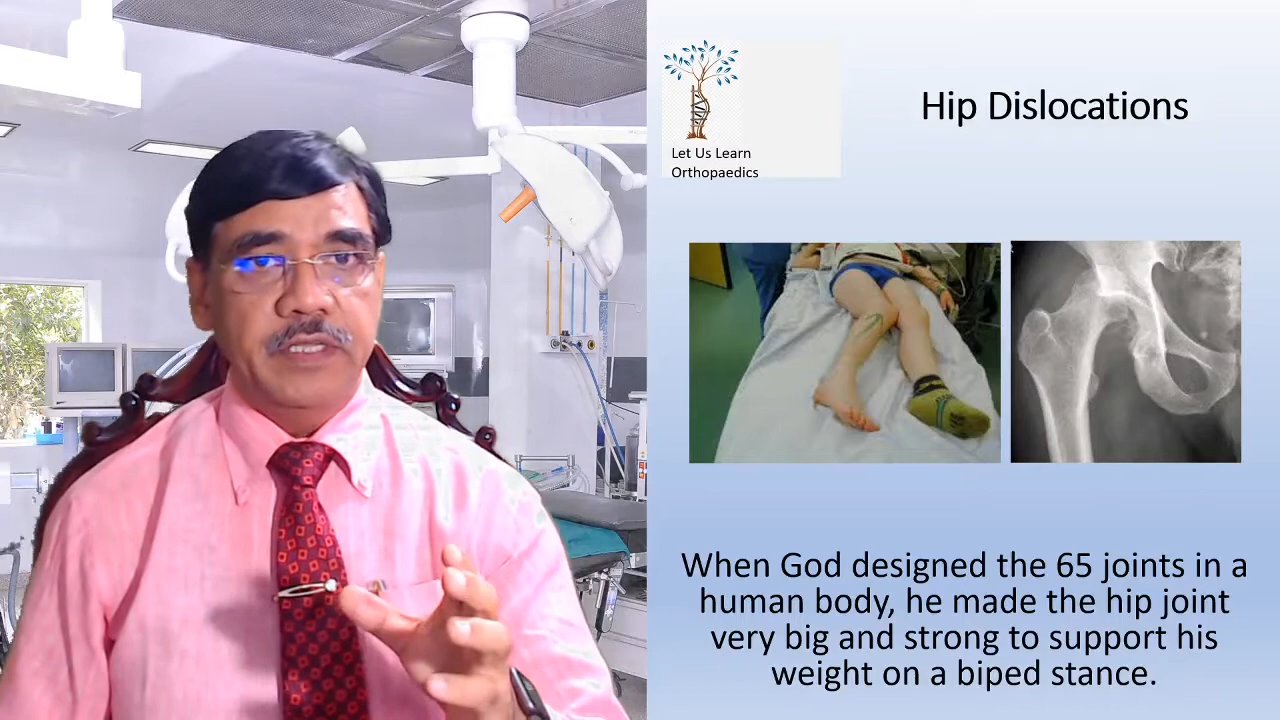 Hip Dislocations
Let Us Learn
Orthopaedics
When God designed the 65 joints in a
human body, he made the hip joint
very big and strong to support his
weight on a biped stance.